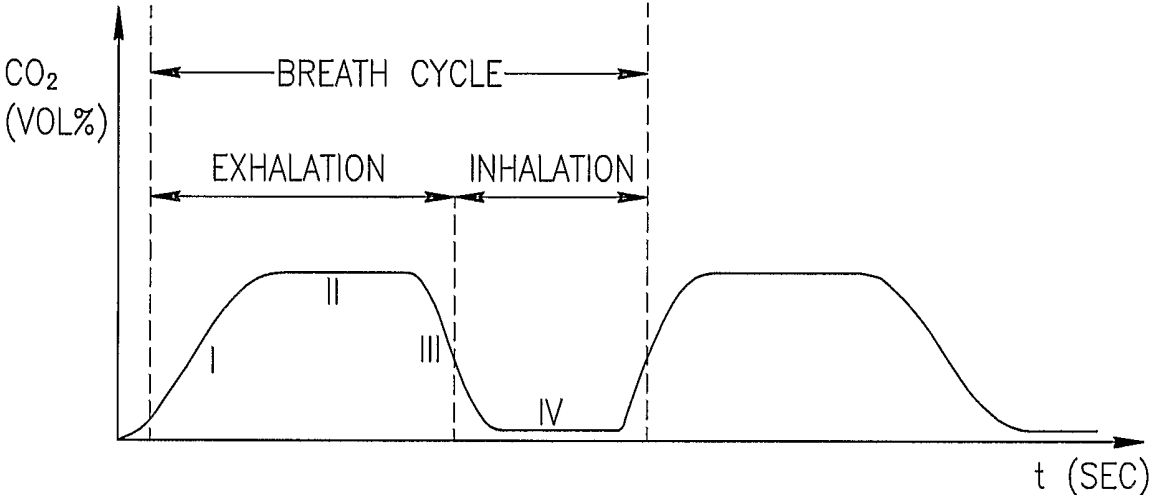 CO₂
(VOL%)
BREATH CYCLE
EXHALATION
INHALATION
I
II
III
IV
t (SEC)